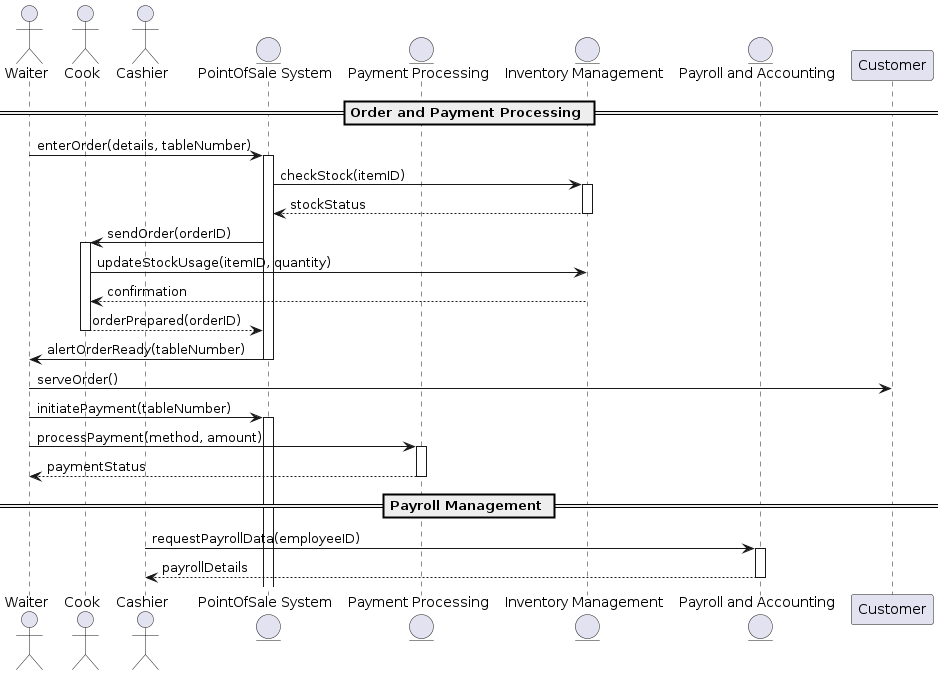 Waiter Cook Cashier PointOfSale System Payment Processing Inventory Management Payroll and Accounting Customer
Order and Payment Processing
enterOrder(details, tableNumber)
checkStock(itemID)
stockStatus
sendOrder(orderID)
updateStockUsage(itemID, quantity)
confirmation
orderPrepared(orderID)
alertOrderReady(tableNumber)
serveOrder()
initiatePayment(tableNumber)
processPayment(method, amount)
paymentStatus
Payroll Management
requestPayrollData(employeeID)
payrollDetails
Waiter Cook Cashier PointOfSale System Payment Processing Inventory Management Payroll and Accounting Customer